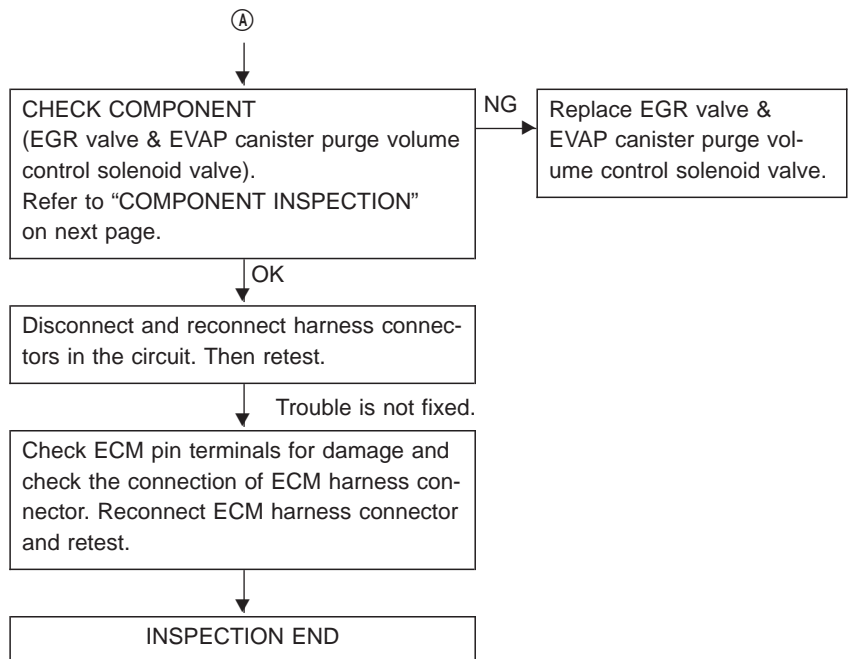 Ⓐ
CHECK COMPONENT
(EGR valve & EVAP canister purge volume
control solenoid valve).
Refer to “COMPONENT INSPECTION”
on next page.
NG
Replace EGR valve &
EVAP canister purge vol-
ume control solenoid valve.
OK
Disconnect and reconnect harness connec-
tors in the circuit. Then retest.
Trouble is not fixed.
Check ECM pin terminals for damage and
check the connection of ECM harness con-
nector. Reconnect ECM harness connector
and retest.
INSPECTION END